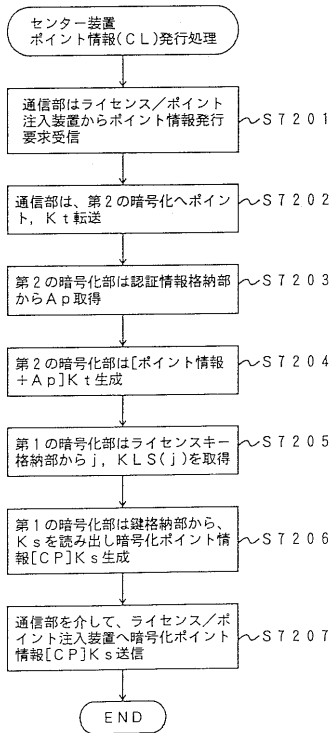 センター装置
ポイント情報(CL)発行処理
通信部はライセンス／ポイント
注入装置からポイント情報発行
要求受信
S7201
通信部は、第2の暗号化へポイン
ト，Kt転送
S7202
第2の暗号化部は認証情報格納部
からAp取得
S7203
第2の暗号化部は[ポイント情報
+Ap]Kt生成
S7204
第1の暗号化部はライセンスキー
格納部からj，KLS(j)を取得
S7205
第1の暗号化部は鍵格納部から、
Ksを読み出し暗号化ポイント情
報[CP]Ks生成
S7206
通信部を介して、ライセンス／
ポイント注入装置へ暗号化ポイント
情報[CP]Ks送信
S7207
END